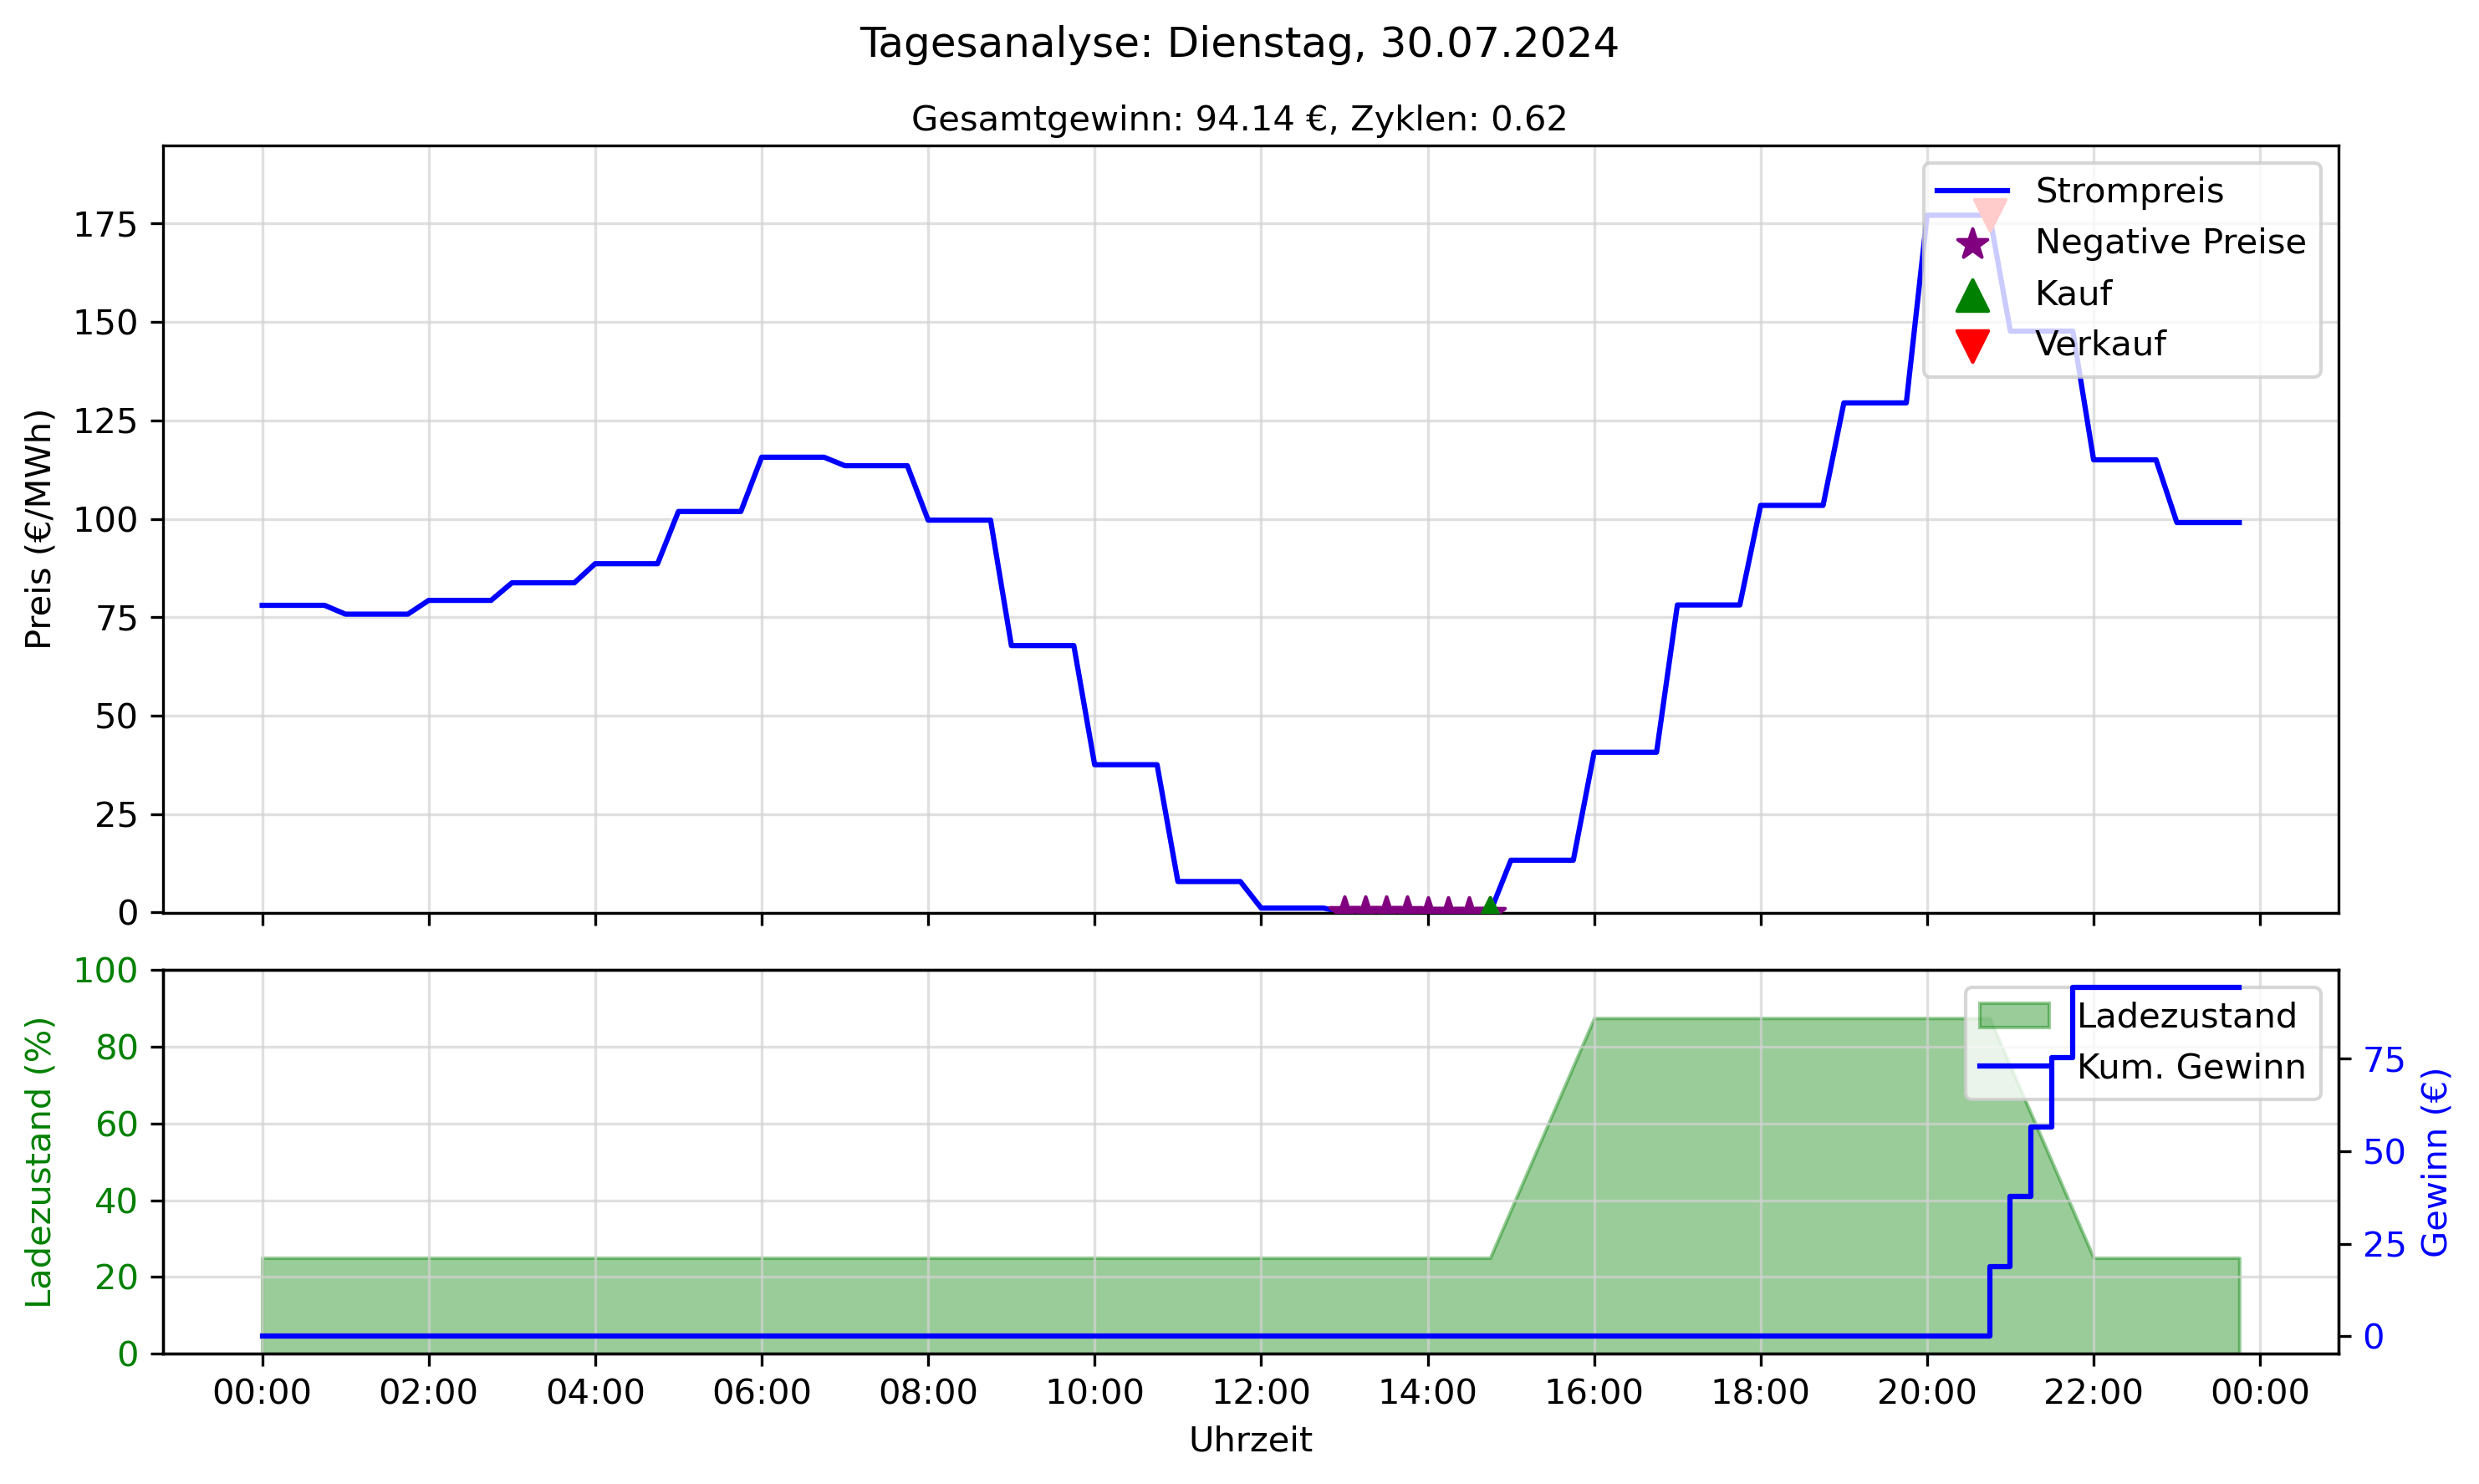 Tagesanalyse: Dienstag, 30.07.2024
Gesamtgewinn: 94.14 €, Zyklen: 0.62
Preis (€/MWh)
175
150
125
100
75
50
25
0
Strompreis
Negative Preise
Kauf
Verkauf
Ladezustand (%)
100
80
60
40
20
0
Ladezustand
Kum. Gewinn
75
50
25
0
Gewinn (€)
00:00 02:00 04:00 06:00 08:00 10:00 12:00 14:00 16:00 18:00 20:00 22:00 00:00
Uhrzeit